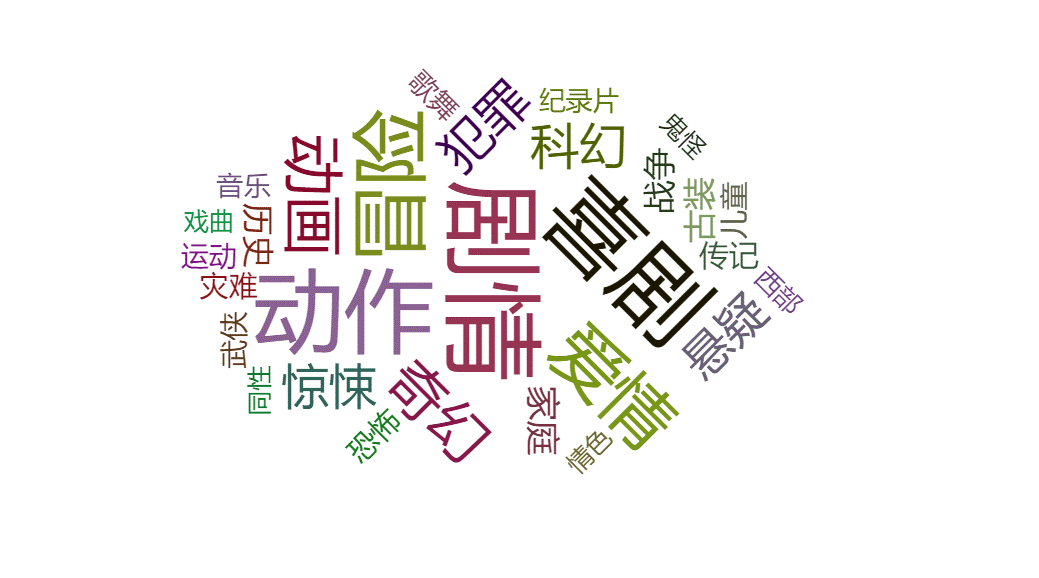 歌舞
犯罪
纪录片
科幻
鬼怪
冒险
动画
战争
音乐
古装
儿童
戏曲
历史
剧情
喜剧
运动
传记
灾难
动作
西部
武侠
悬疑
爱情
同性
惊悚
奇幻
家庭
恐怖
情色